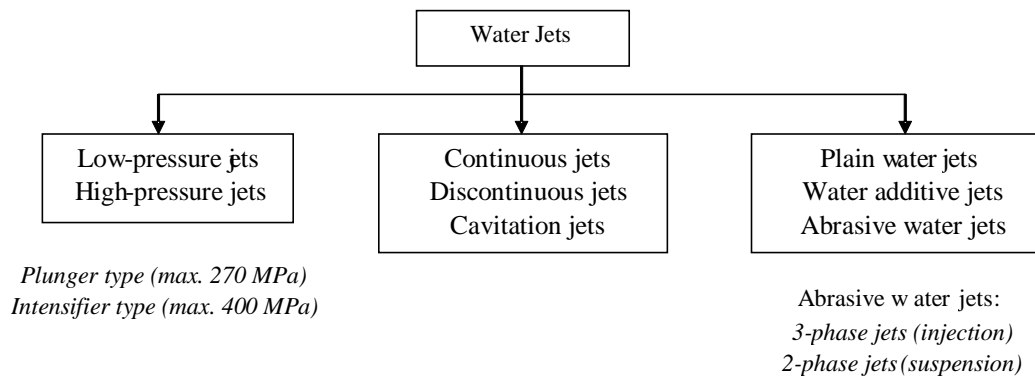 Water Jets
Low-pressure jets
High-pressure jets
Continuous jets
Discontinuous jets
Cavitation jets
Plain water jets
Water additive jets
Abrasive water jets
Plunger type (max. 270 MPa)
Intensifier type (max. 400 MPa)
Abrasive water jets:
3-phase jets (injection)
2-phase jets (suspension)